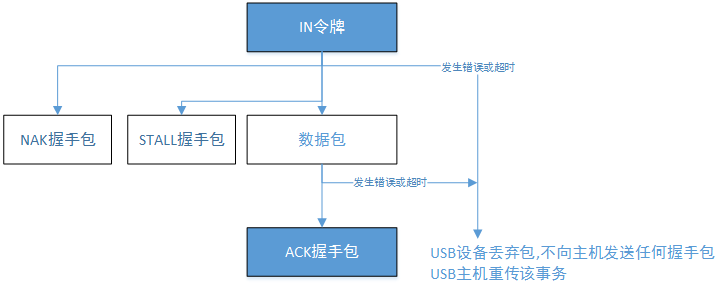 IN令牌
发生错误或超时
NAK握手包
STALL握手包
数据包
发生错误或超时
ACK握手包
USB设备丢弃包,不向主机发送任何握手包
USB主机重传该事务